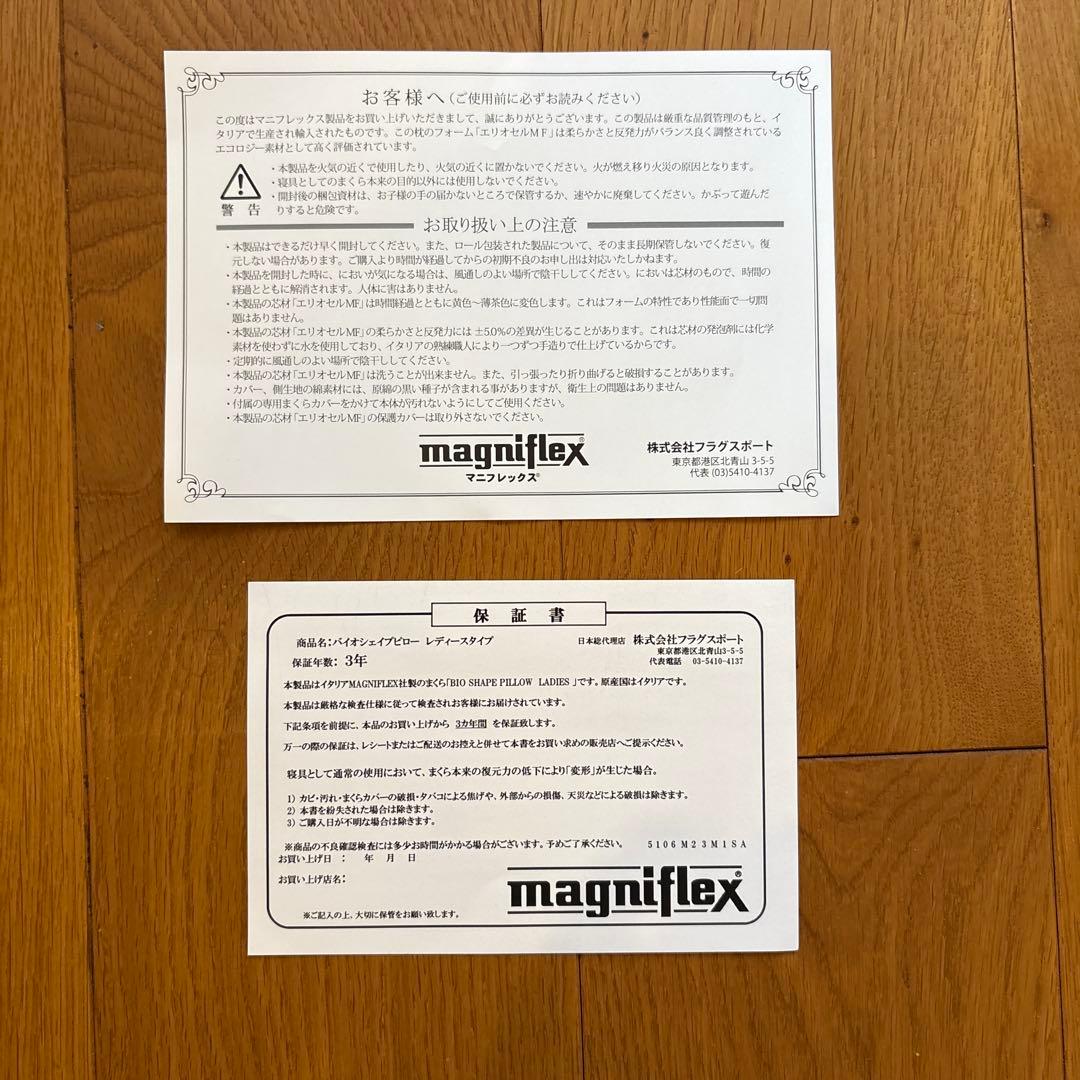 お客様へ(ご使用前に必ずお読みください)
この度はマニフレックス製品をお買い上げいただきまして、誠にありがとうございます。この製品は厳重な品質管理のもと、イ
タリアで生産され輸入されたものです。この枕のフォーム「エリオセルMF」は柔らかさと反発力がバランス良く調整されている
エコロジー素材として高く評価されています。
・本製品を火気の近くで使用したり、火気の近くに置かないでください。火が燃え移り火災の原因となります。
・寝具としてのまくら本来の目的以外には使用しないでください。
・開封後の梱包資材は、お子様の手の届かないところで保管するか、速やかに廃棄してください。かぶって遊んだ
りすると危険です。
警告
お取り扱い上の注意
・本製品はできるだけ早く開封してください。また、ロール包装された製品について、そのまま長期保管しないでください。復
元しない場合があります。ご購入より時間が経過してからの初期不良のお申し出は対応いたしかねます。
・本製品を開封した時に、においが気になる場合は、風通しのよい場所で陰干ししてください。においは芯材のもので、時間の
経過とともに解消されます。人体に害はありません。
・本製品の芯材「エリオセルMF」は時間経過とともに黄色〜薄茶色に変色します。これはフォームの特性であり性能面で一切問
題はありません。
・本製品の芯材「エリオセルMF」の柔らかさと反発力には ±5.0%の差異が生じることがあります。これは芯材の発泡剤には化学
素材を使わずに水を使用しており、イタリアの熟練職人により一つずつ手造りで仕上げているからです。
・定期的に風通しのよい場所で陰干ししてください。
・本製品の芯材「エリオセルMF」は洗うことが出来ません。また、引っ張ったり折り曲げると破損することがあります。
・カバー、側生地の綿素材には、原綿の黒い種子が含まれる事がありますが、衛生上の問題はありません。
・付属の専用まくらカバーをかけて本体が汚れないようにしてご使用ください。
・本製品の芯材「エリオセルMF」の保護カバーは取り外さないでください。
magniflex®
マニフレックス®
株式会社フラグスポート
東京都港区北青山 3-5-5
代表 (03)5410-4137
保証書
商品名:バイオシェイプピロー レディースタイプ
保証年数: 3年
日本総代理店 株式会社フラグスポート
東京都港区北青山3-5-5
代表電話 03-5410-4137
本製品はイタリアMAGNIFLEX社製のまくら「BIO SHAPE PILLOW LADIES」です。原産国はイタリアです。
本製品は厳格な検査仕様に従って検査されお客様にお届けされています。
下記条項を前提に、本品のお買い上げから 3カ年間 を保証致します。
万一の際の保証は、レシートまたはご配送のお控えと併せて本書をお買い求めの販売店へご提示ください。
寝具として通常の使用において、まくら本来の復元力の低下により「変形」が生じた場合。
1) カビ・汚れ・まくらカバーの破損・タバコによる焦げや、外部からの損傷、天災などによる破損は除きます。
2) 本書を紛失された場合は除きます。
3) ご購入日が不明な場合は除きます。
※商品の不良確認検査には多少お時間がかかる場合がございます。予めご了承ください。 5106M23M1SA
お買い上げ日 : 年 月 日
お買い上げ店名:
magniflex®
※ご記入の上、大切に保管をお願い致します。